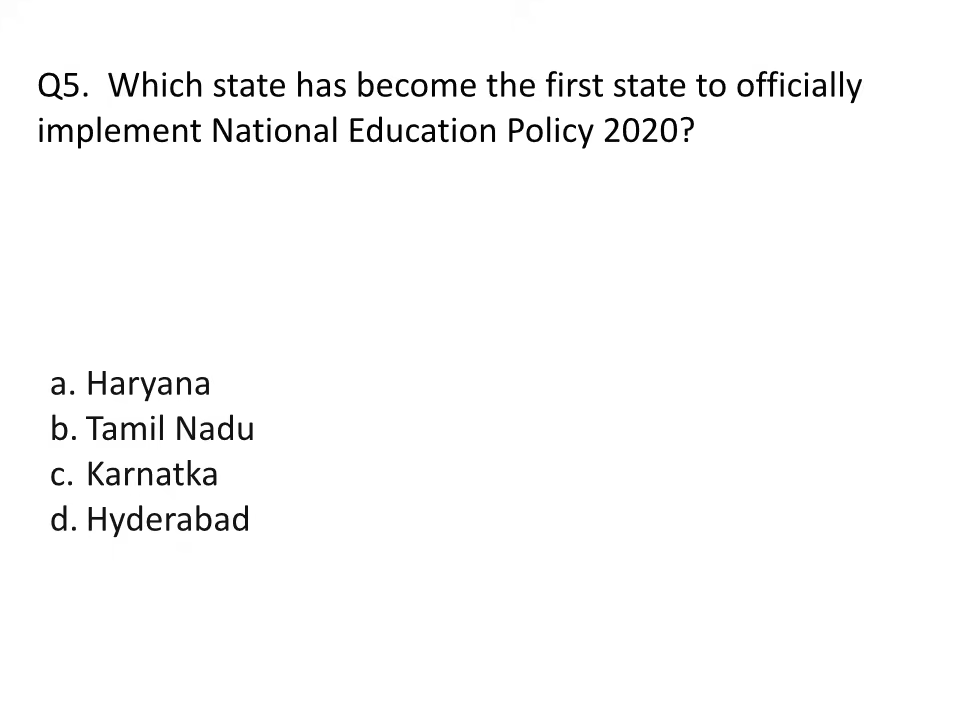 Q5.  Which state has become the first state to officially
implement National Education Policy 2020?
a. Haryana
b. Tamil Nadu
c. Karnatka
d. Hyderabad